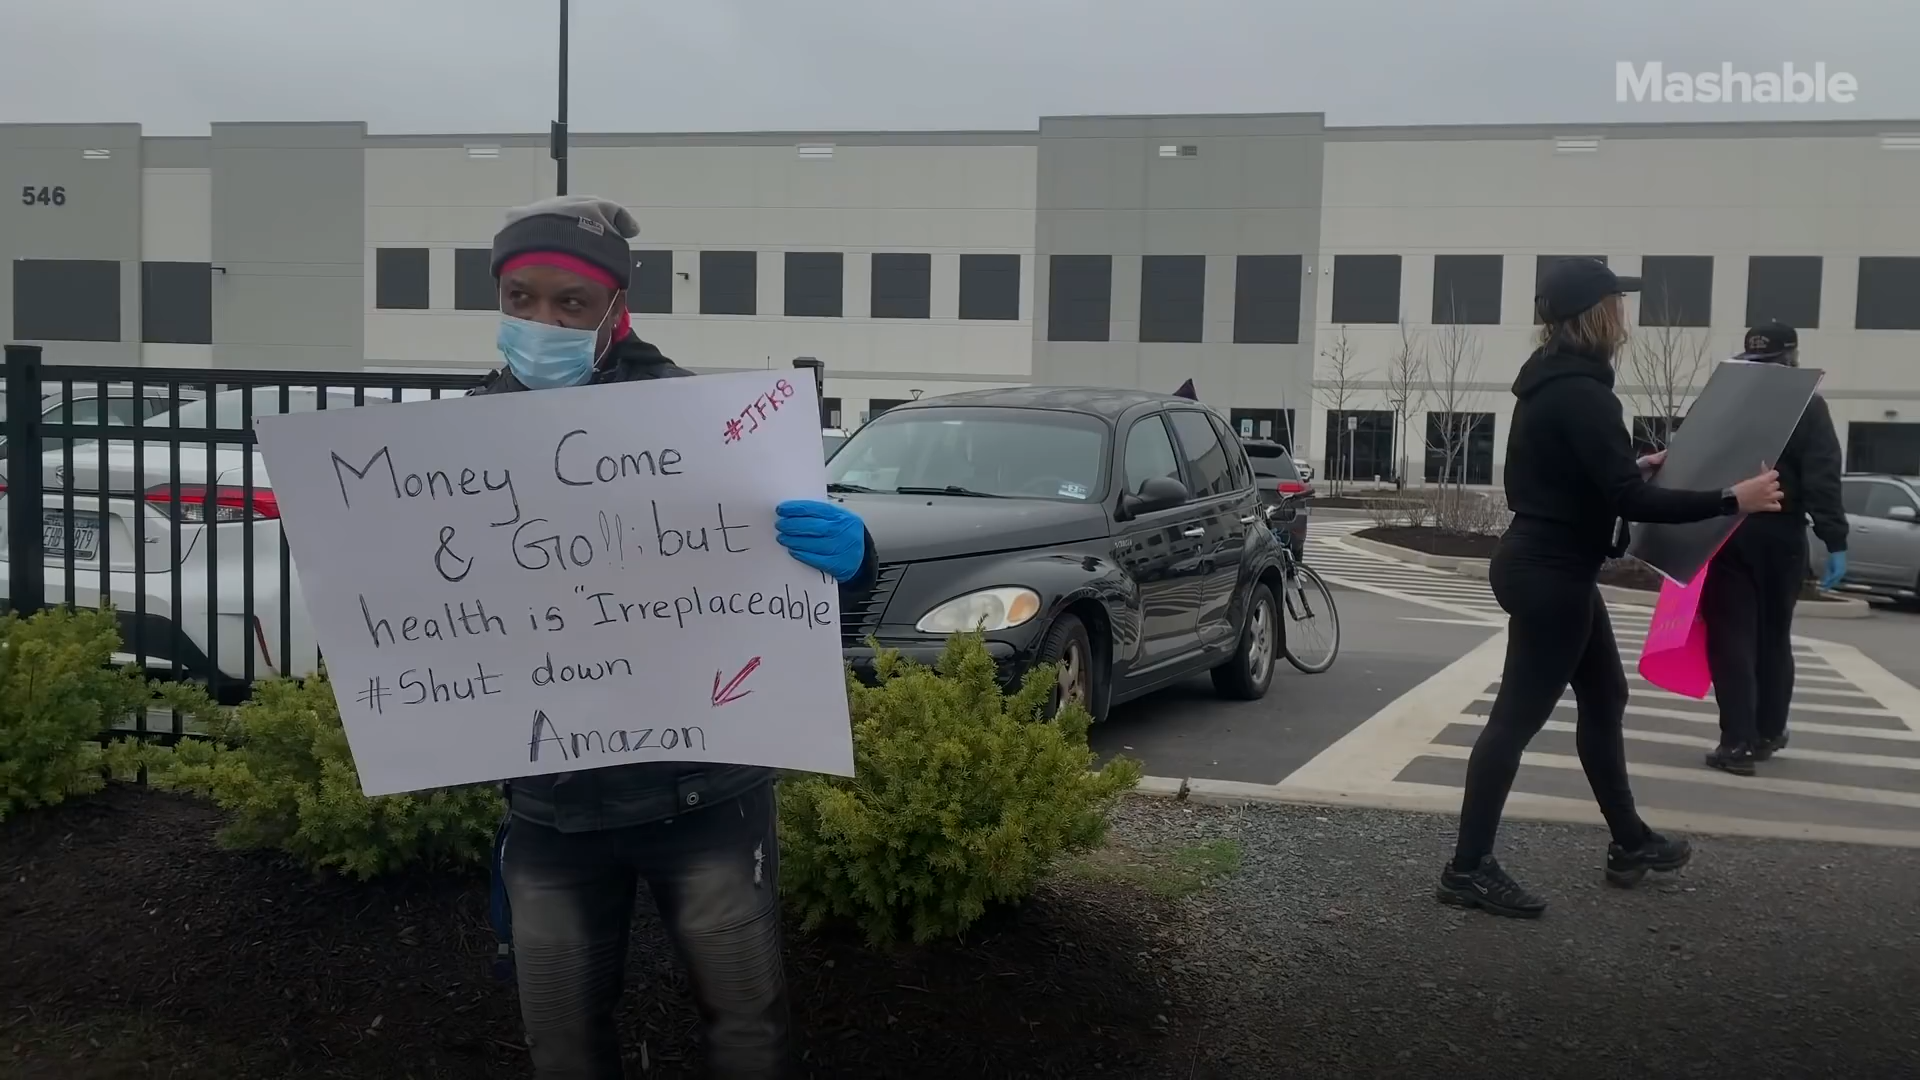 Mashable
546
#JFK8
Money Come
& Go!!; but
health is "Irreplaceable"
#Shut down
Amazon